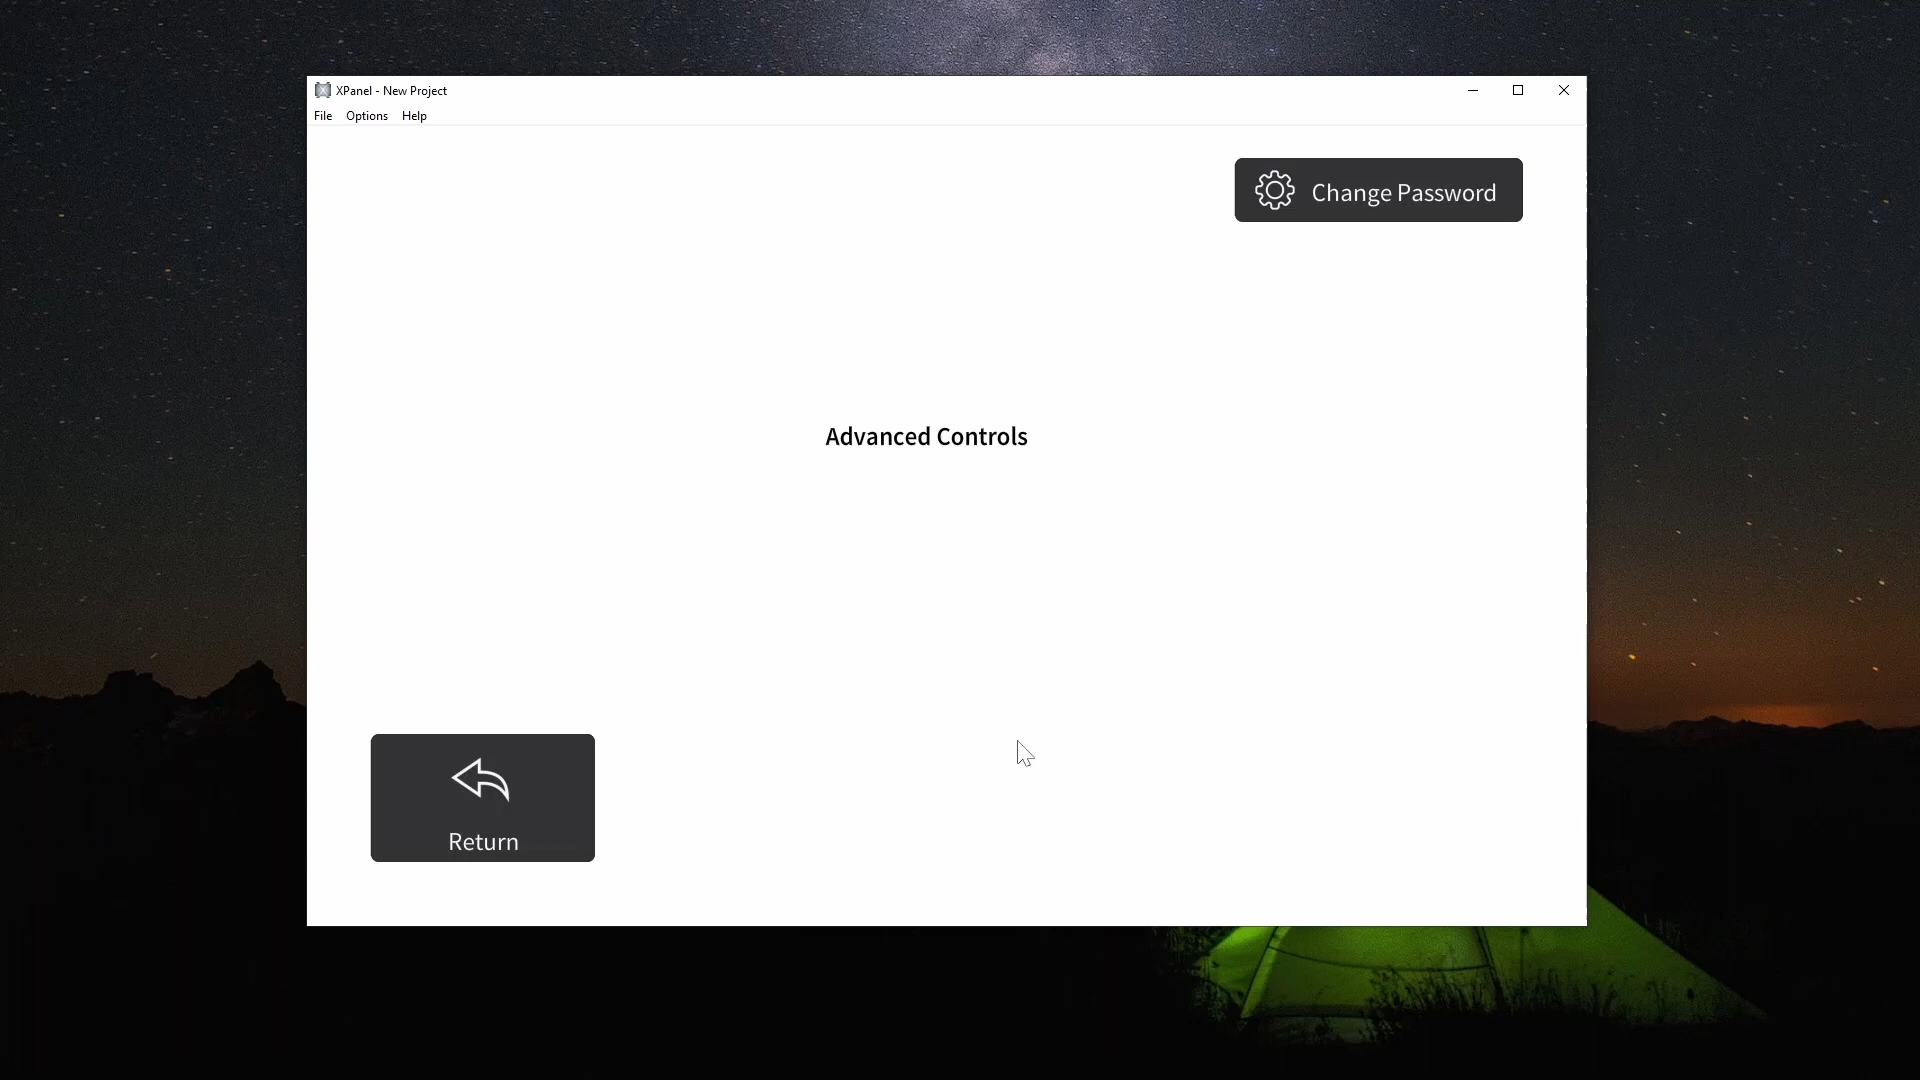 XPanel - New Project
File Options Help
Change Password
Advanced Controls
Return